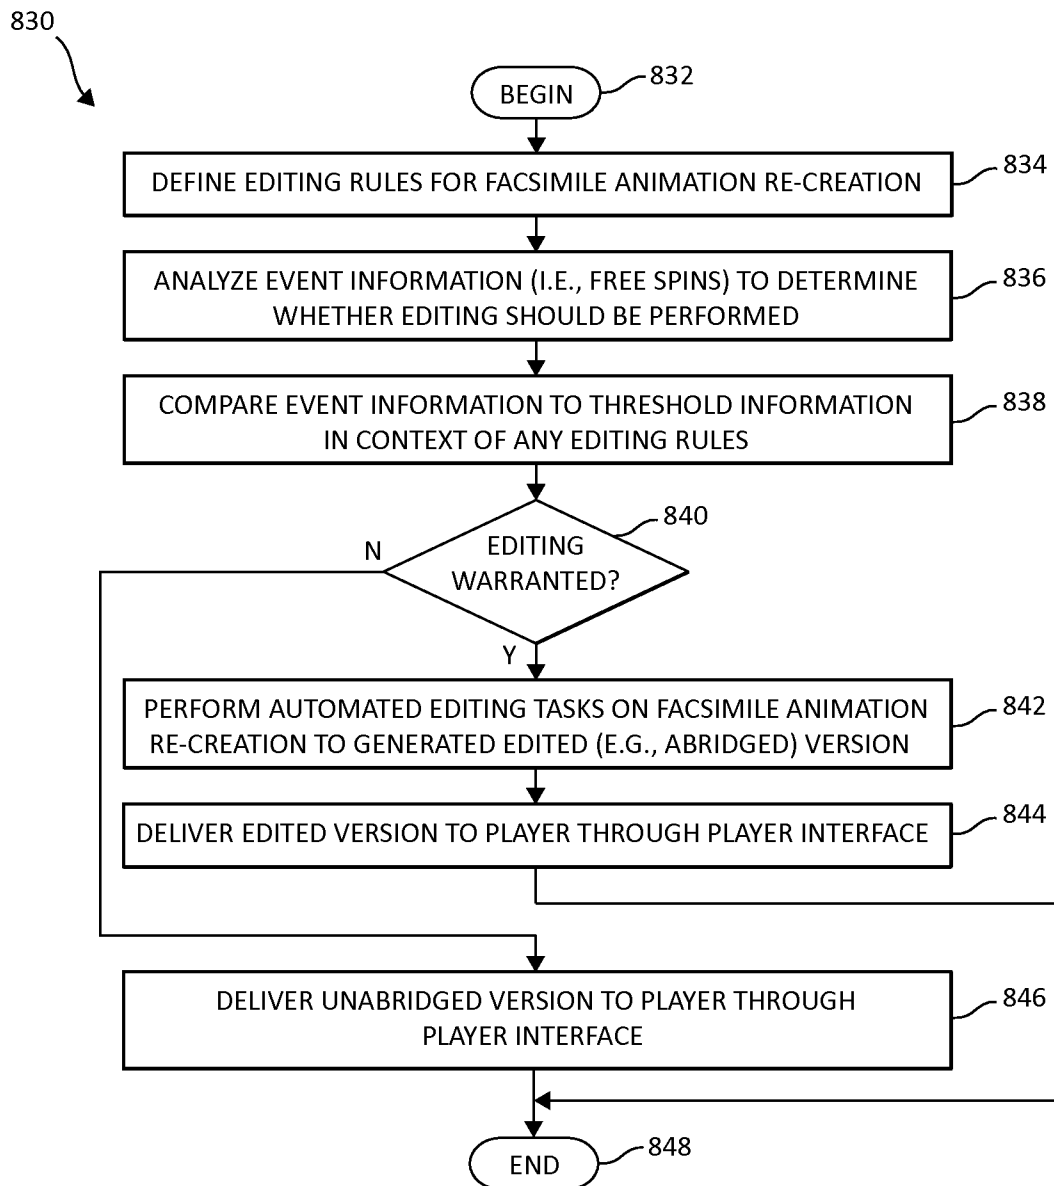 830
BEGIN
832
DEFINE EDITING RULES FOR FACSIMILE ANIMATION RE-CREATION
834
ANALYZE EVENT INFORMATION (I.E., FREE SPINS) TO DETERMINE
WHETHER EDITING SHOULD BE PERFORMED
836
COMPARE EVENT INFORMATION TO THRESHOLD INFORMATION
IN CONTEXT OF ANY EDITING RULES
838
840
EDITING
WARRANTED?
N
Y
PERFORM AUTOMATED EDITING TASKS ON FACSIMILE ANIMATION
RE-CREATION TO GENERATED EDITED (E.G., ABRIDGED) VERSION
842
DELIVER EDITED VERSION TO PLAYER THROUGH PLAYER INTERFACE
844
DELIVER UNABRIDGED VERSION TO PLAYER THROUGH
PLAYER INTERFACE
846
END
848